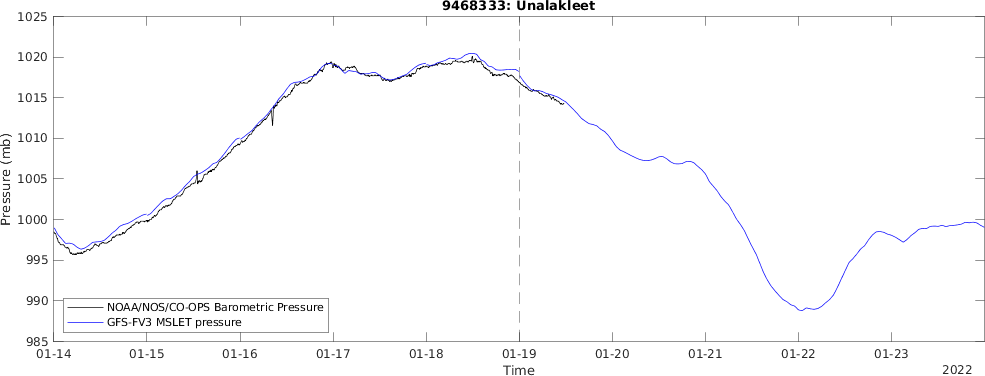 9468333: Unalakleet
1025
1020
1015
1010
1005
1000
995
990
985
Pressure (mb)
NOAA/NOS/CO-OPS Barometric Pressure
GFS-FV3 MSLET pressure
01-14 01-15 01-16 01-17 01-18 01-19 01-20 01-21 01-22 01-23
Time
2022